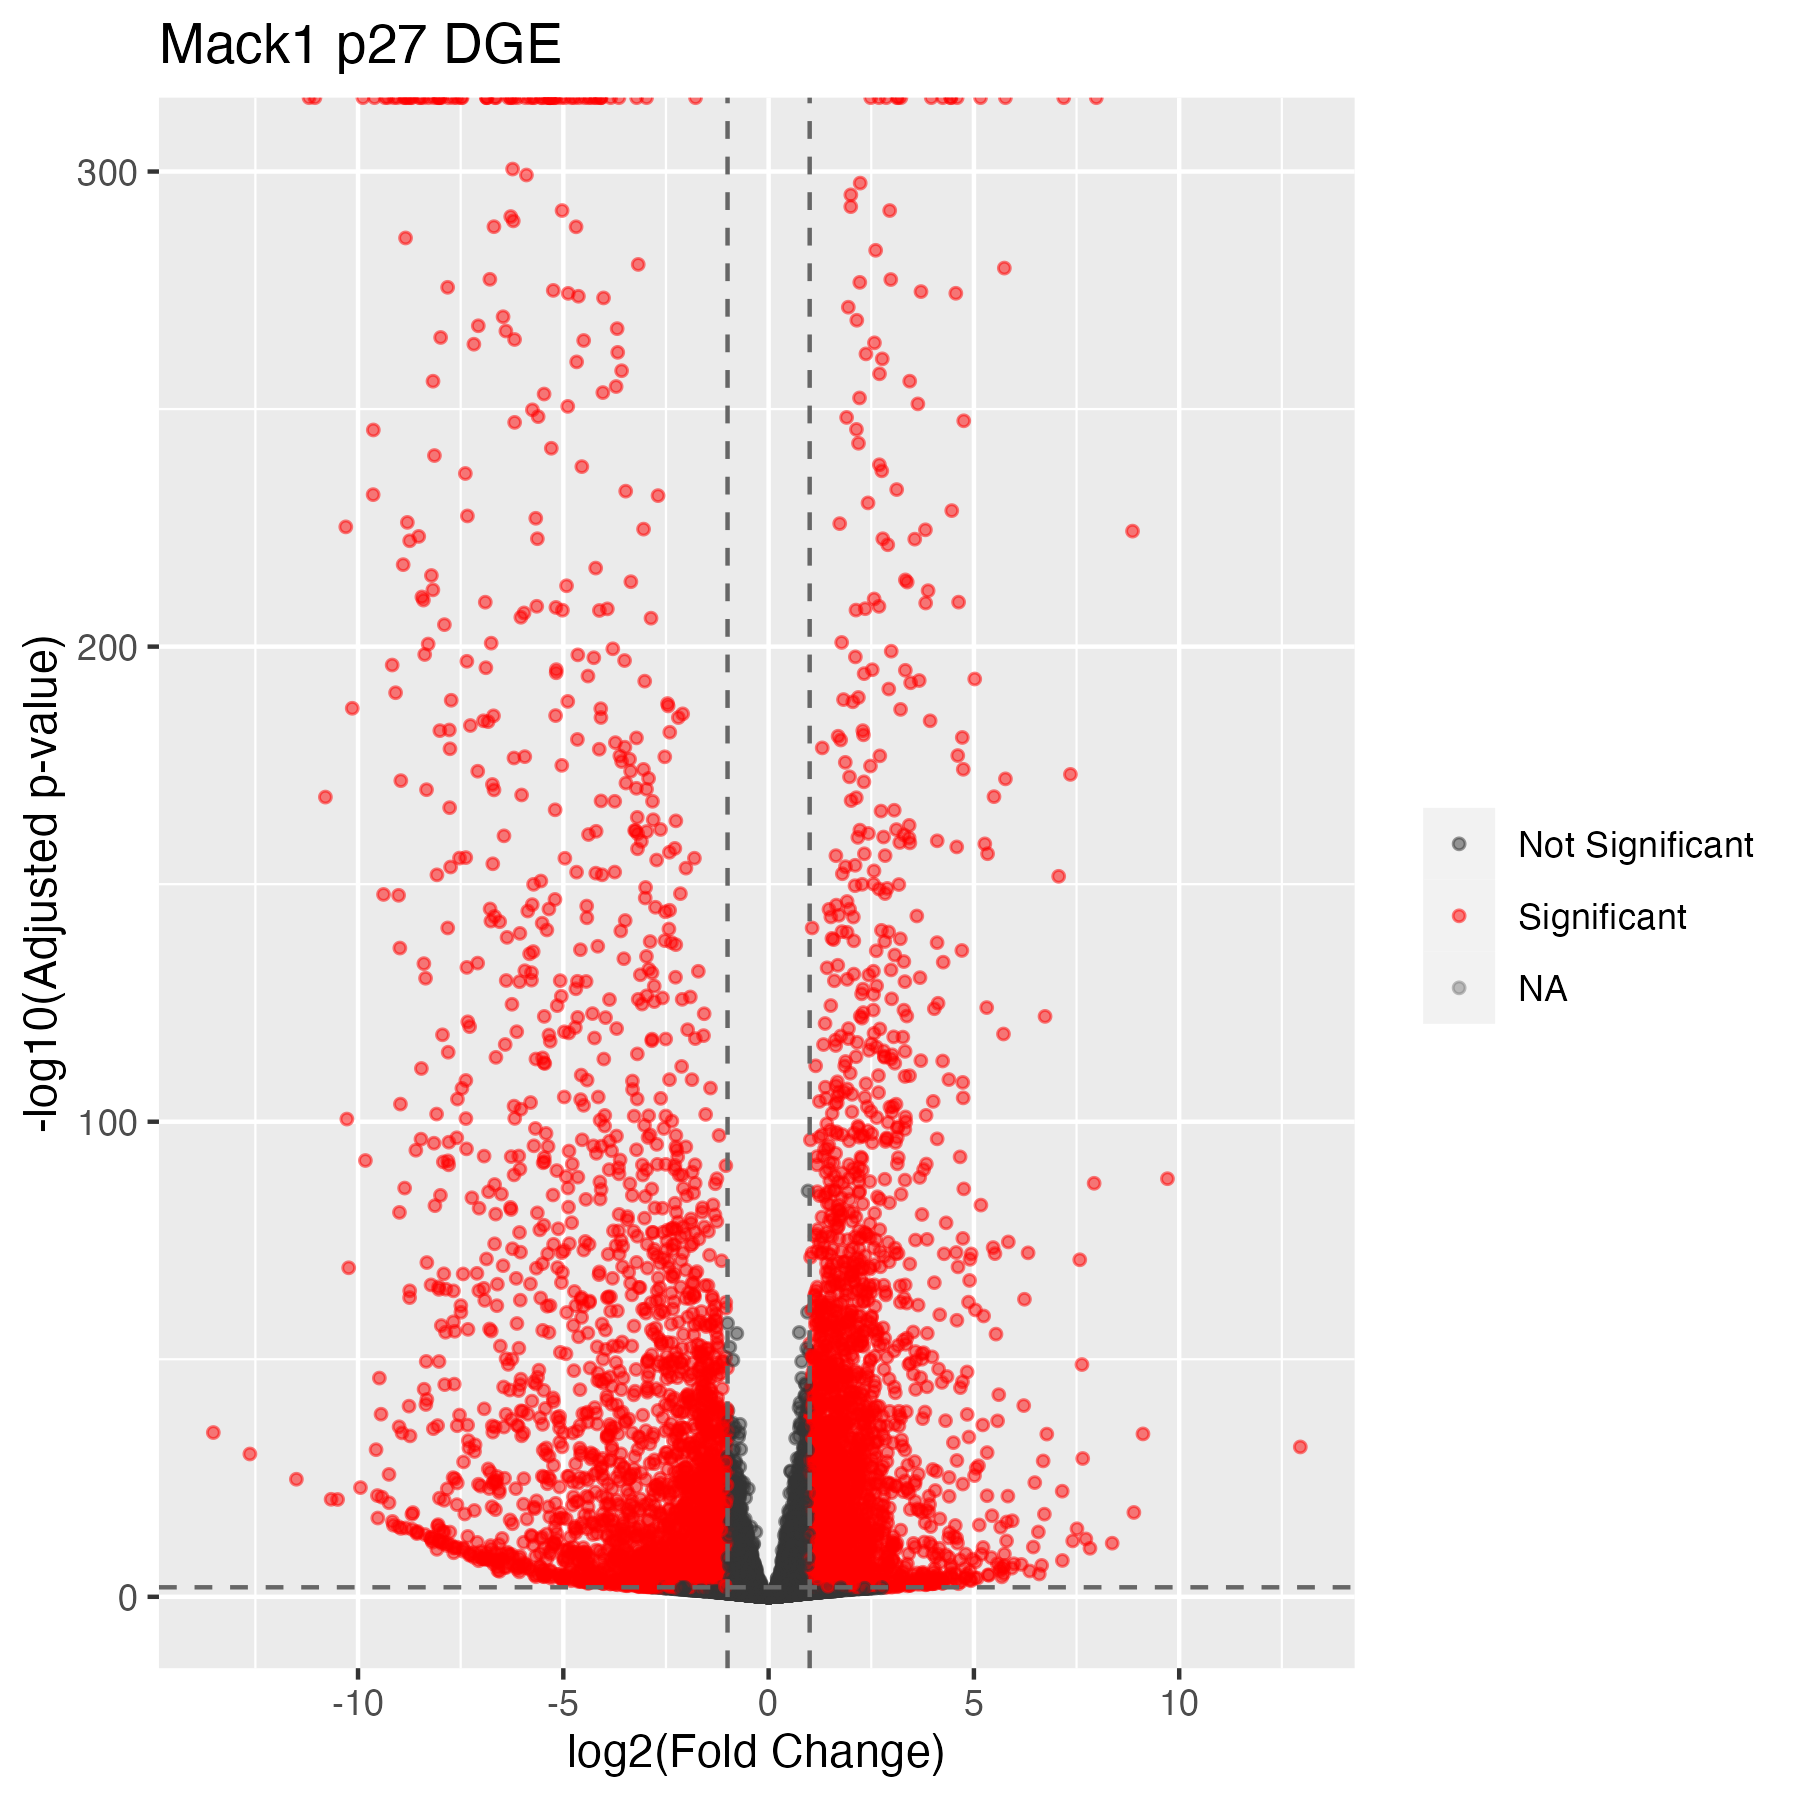 Mack1 p27 DGE
300
200
100
0
-log10(Adjusted p-value)
-10
-5
0
5
10
log2(Fold Change)
Not Significant
Significant
NA